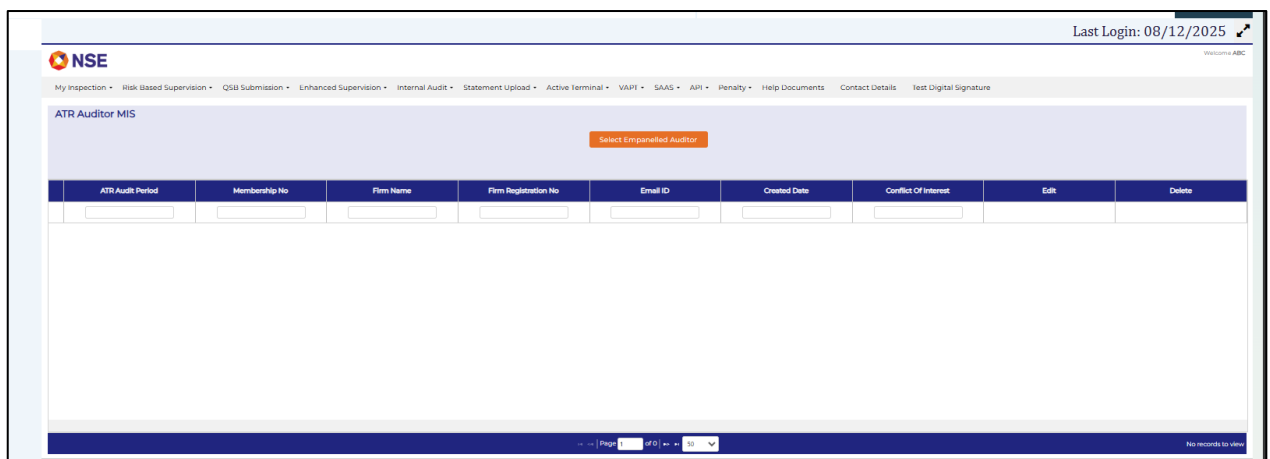 Last Login: 08/12/2025
NSE
Welcome ABC
My Inspection Risk Based Supervision QSB Submission Enhanced Supervision Internal Audit Statement Upload Active Terminal VAPT SAAS API Penalty Help Documents Contact Details Test Digital Signature
ATR Auditor MIS
Select Empanelled Auditor
ATR Audit Period Membership No Firm Name Firm Registration No Email ID Created Date Conflict Of Interest Edit Delete
Page 1 of 0 50 No records to view